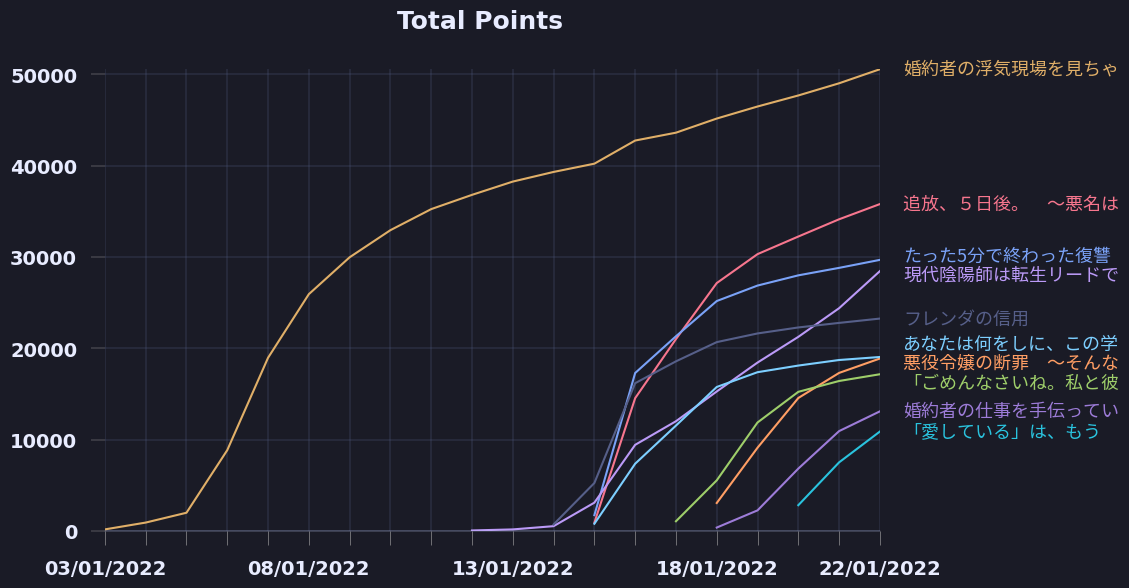 Total Points
50000
40000
30000
20000
10000
0
03/01/2022
08/01/2022
13/01/2022
18/01/2022
22/01/2022
婚約者の浮気現場を見ちゃ
追放、５日後。　～悪名は
たった5分で終わった復讐
現代陰陽師は転生リードで
フレンダの信用
あなたは何をしに、この学
悪役令嬢の断罪　～そんな
「ごめんなさいね。私と彼
婚約者の仕事を手伝ってい
「愛している」は、もう